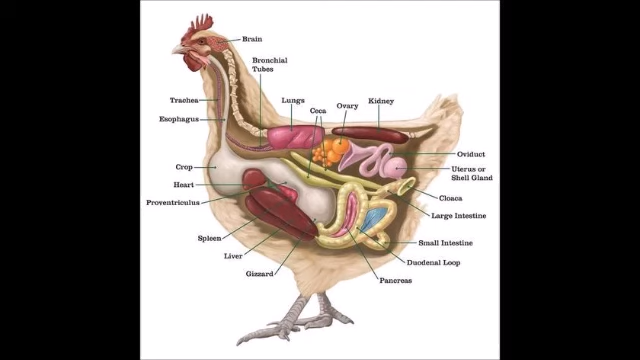 Brain
Bronchial
Tubes
Lungs
Ceca
Ovary
Kidney
Trachea
Esophagus
Crop
Heart
Proventriculus
Spleen
Liver
Gizzard
Oviduct
Uterus or
Shell Gland
Cloaca
Large Intestine
Small Intestine
Duodenal Loop
Pancreas